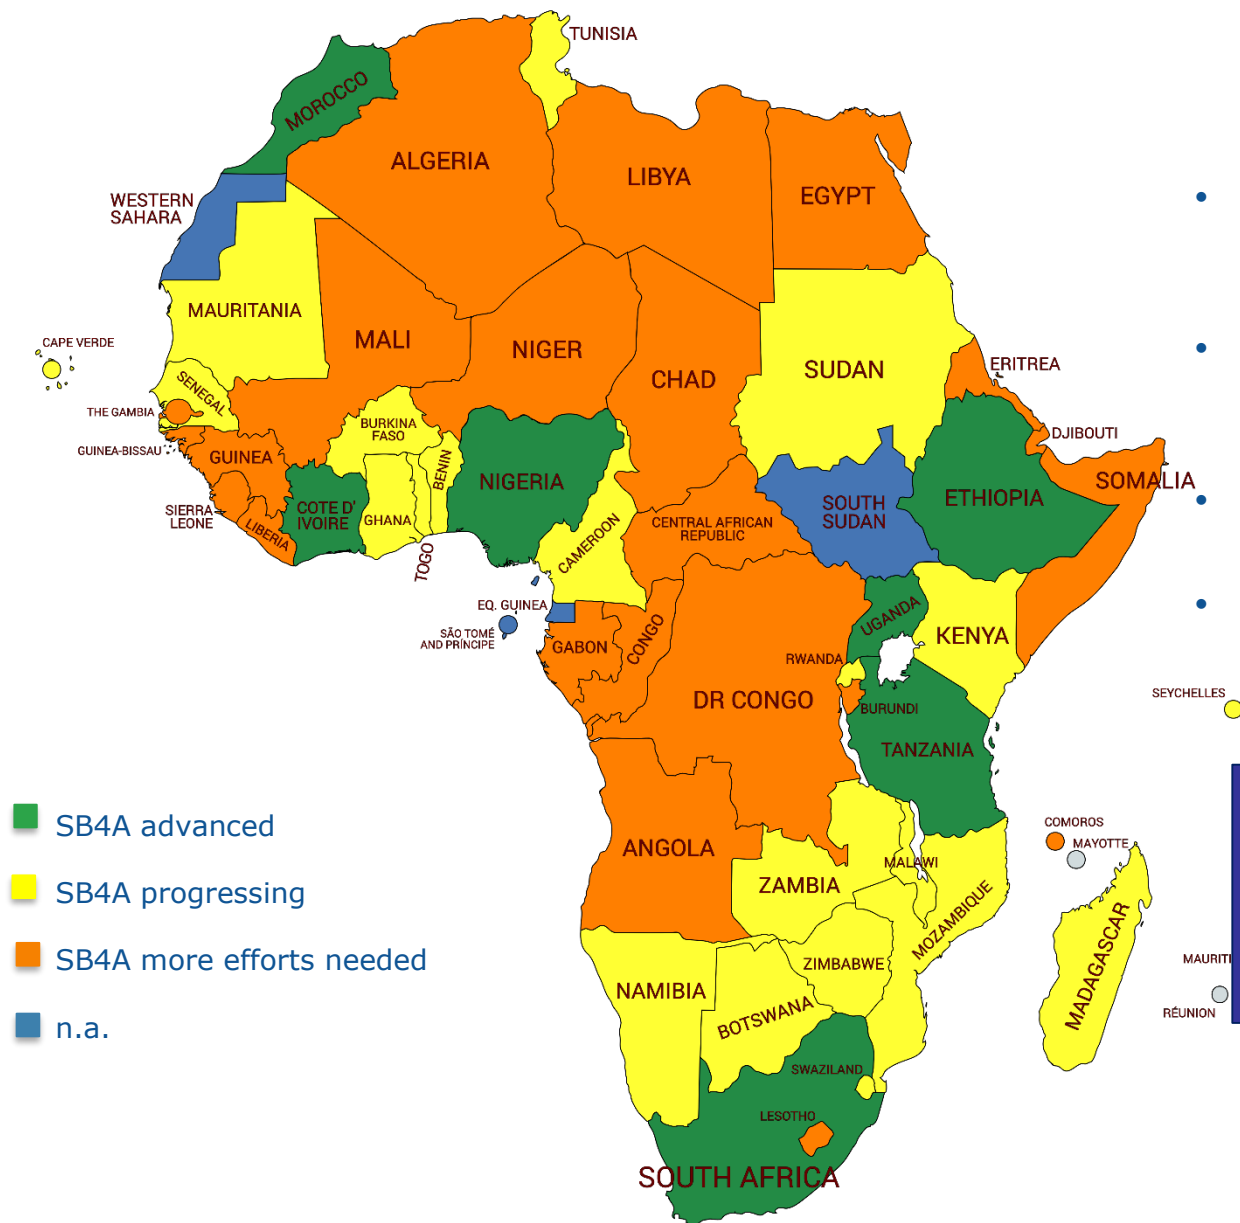 TUNISIA
MOROCCO
ALGERIA
LIBYA
EGYPT
WESTERN
SAHARA
MAURITANIA
MALI
NIGER
CHAD
SUDAN
ERITREA
CAPE VERDE
SENEGAL
THE GAMBIA
GUINEA-BISSAU
GUINEA
BURKINA
FASO
BENIN
NIGERIA
DJIBOUTI
SOMALIA
ETHIOPIA
SOUTH
SUDAN
SIERRA
LEONE
LIBERIA
COTE D'
IVOIRE
GHANA
TOGO
CAMEROON
CENTRAL AFRICAN
REPUBLIC
EQ. GUINEA
SÃO TOMÉ
AND PRÍNCIPE
GABON
CONGO
UGANDA
KENYA
RWANDA
DR CONGO
BURUNDI
SEYCHELLES
TANZANIA
SB4A advanced
SB4A progressing
SB4A more efforts needed
n.a.
COMOROS
MAYOTTE
ANGOLA
ZAMBIA
MALAWI
MOZAMBIQUE
MADAGASCAR
ZIMBABWE
MAURITI
RÉUNION
NAMIBIA
BOTSWANA
SWAZILAND
LESOTHO
SOUTH AFRICA